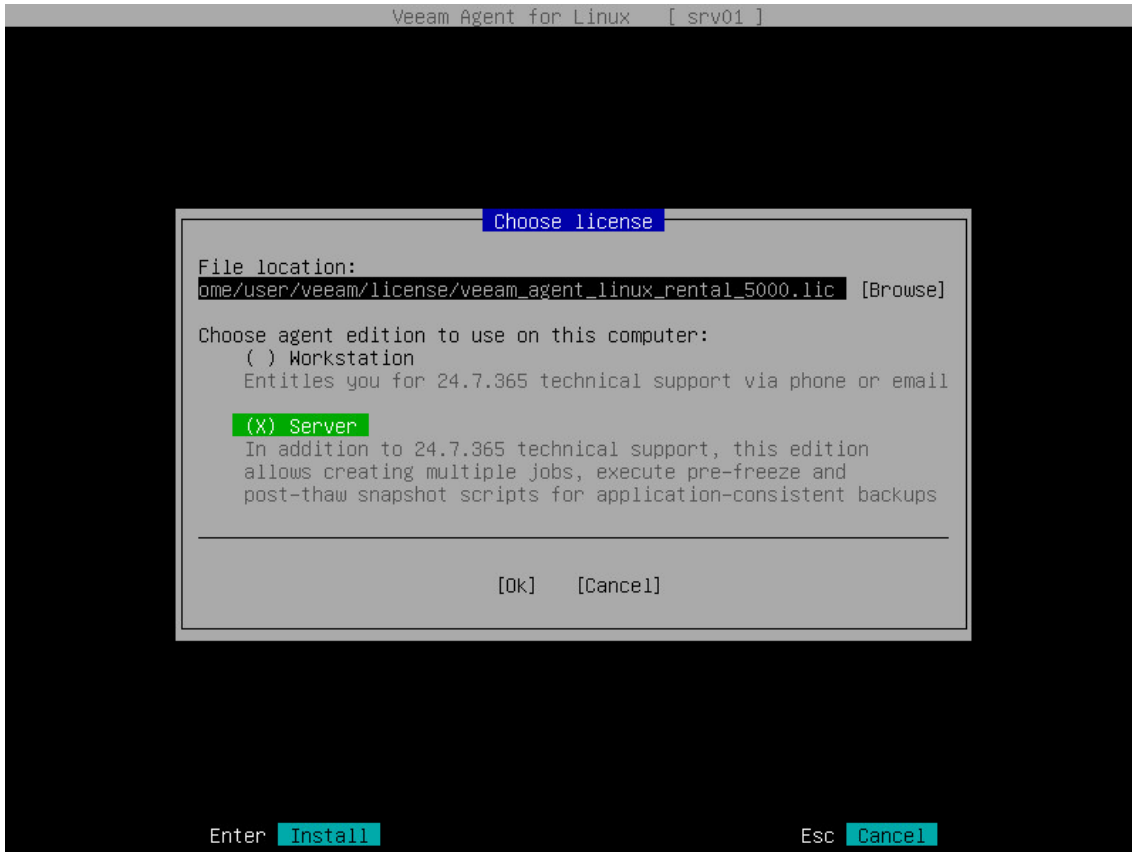 Veeam Agent for Linux [ srv01 ]
Choose license
File location:
ome/user/veeam/license/veeam_agent_linux_rental_5000.lic [Browse]
Choose agent edition to use on this computer:
( ) Workstation
Entitles you for 24.7.365 technical support via phone or email
(X) Server
In addition to 24.7.365 technical support, this edition
allows creating multiple jobs, execute pre-freeze and
post-thaw snapshot scripts for application-consistent backups
[Ok] [Cancel]
Enter Install Esc Cancel